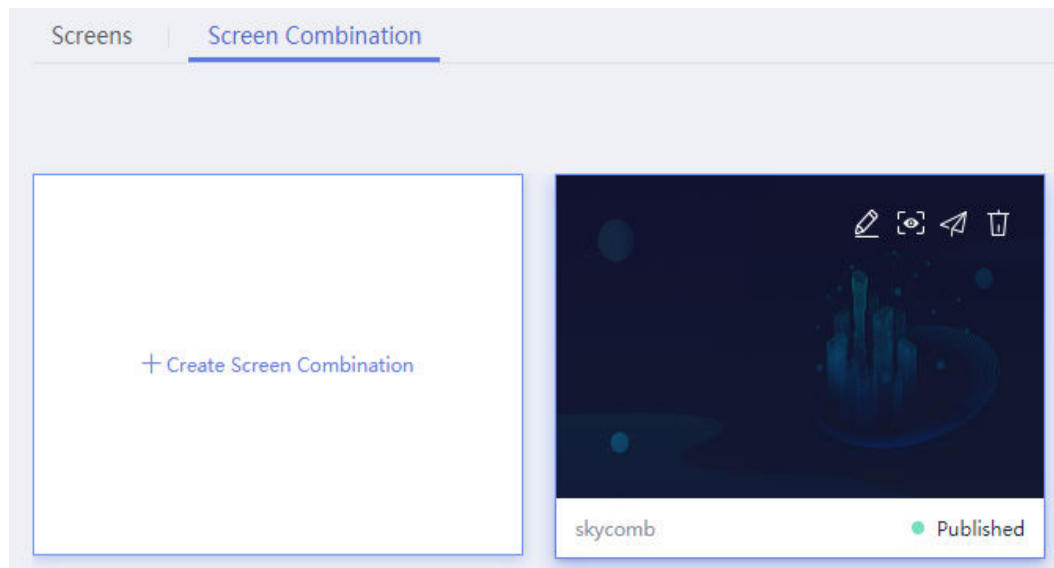 Screens
Screen Combination
+ Create Screen Combination
skycomb
Published